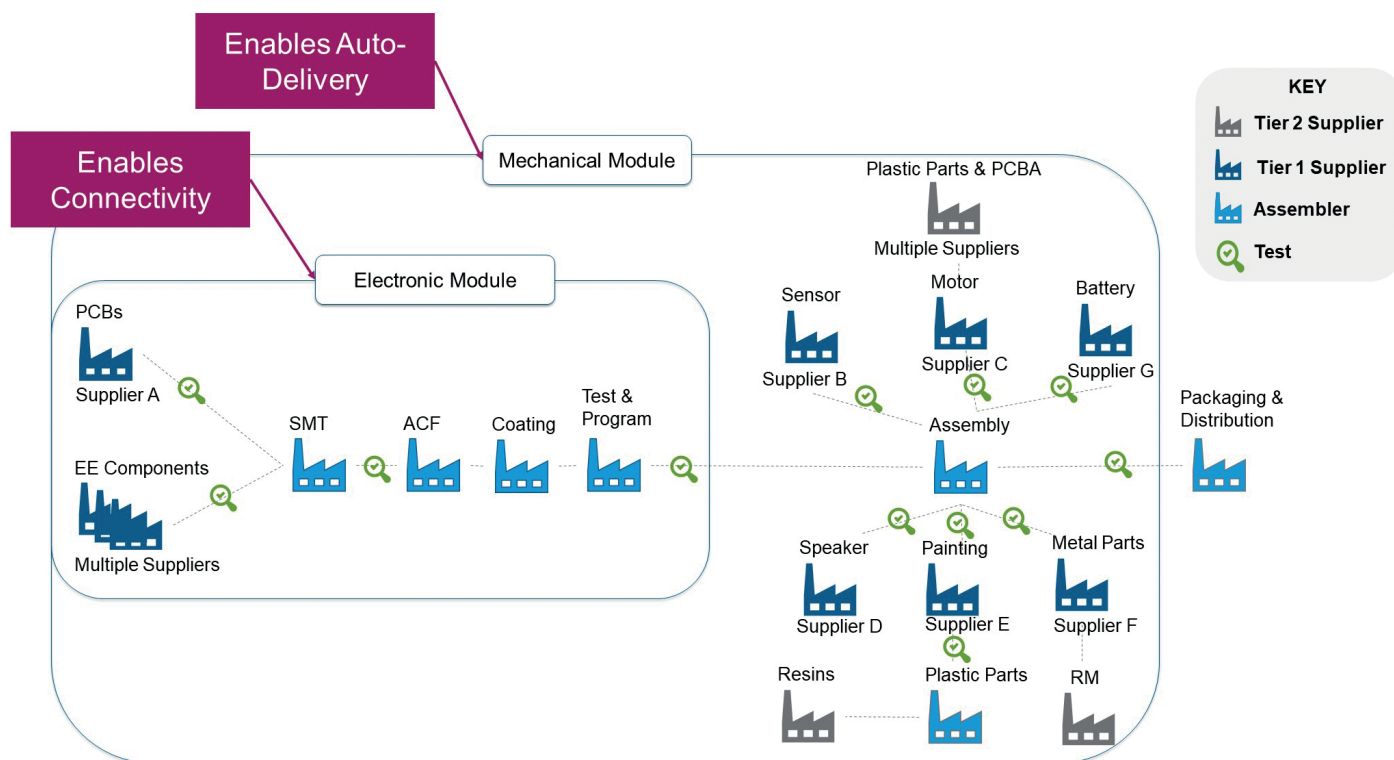 Enables Auto-
Delivery
Enables
Connectivity
Mechanical Module
Electronic Module
KEY
Tier 2 Supplier
Tier 1 Supplier
Assembler
Test
Plastic Parts & PCBA
Multiple Suppliers
Sensor
Supplier B
Motor
Supplier C
Battery
Supplier G
PCBs
Supplier A
EE Components
Multiple Suppliers
SMT
ACF
Coating
Test &
Program
Assembly
Packaging &
Distribution
Speaker
Supplier D
Painting
Supplier E
Metal Parts
Supplier F
Resins
Plastic Parts
RM